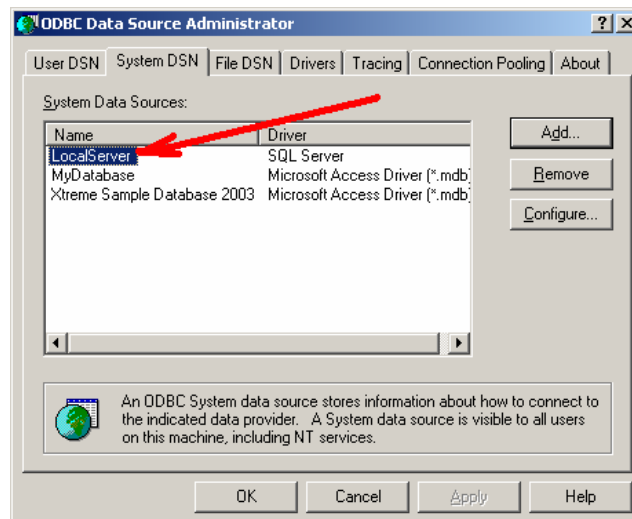 ODBC Data Source Administrator
User DSN System DSN File DSN Drivers Tracing Connection Pooling About
System Data Sources:
Name Driver
LocalServer SQL Server
MyDatabase Microsoft Access Driver (*.mdb)
Xtreme Sample Database 2003 Microsoft Access Driver (*.mdb)
Add...
Remove
Configure...
An ODBC System data source stores information about how to connect to
the indicated data provider. A System data source is visible to all users
on this machine, including NT services.
OK Cancel Apply Help